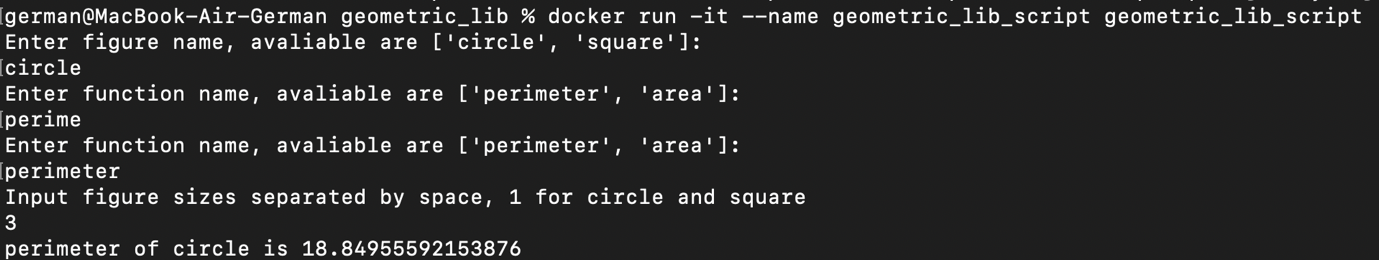 german@MacBook-Air-German geometric_lib % docker run -it --name geometric_lib_script geometric_lib_script
Enter figure name, avaliable are ['circle', 'square']:
circle
Enter function name, avaliable are ['perimeter', 'area']:
perime
Enter function name, avaliable are ['perimeter', 'area']:
perimeter
Input figure sizes separated by space, 1 for circle and square
3
perimeter of circle is 18.84955592153876